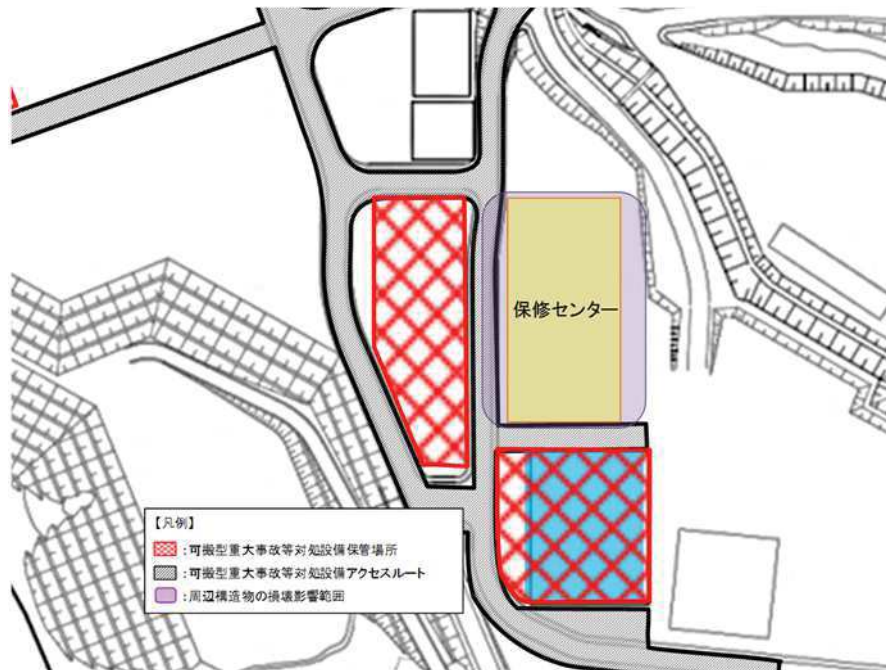 保修センター
【凡例】
:可搬型重大事故等対処設備保管場所
:可搬型重大事故等対処設備アクセスルート
:周辺構造物の損壊影響範囲